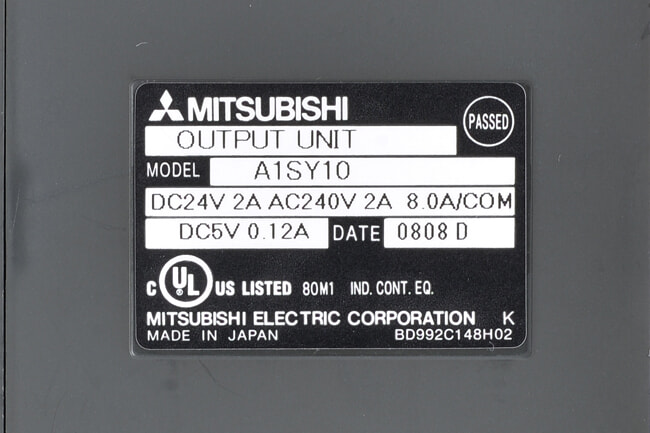 MITSUBISHI
PASSED
OUTPUT UNIT
MODEL A1SY10
DC24V 2A AC240V 2A 8.0A/COM
DC5V 0.12A DATE 0808 D
C UL US LISTED 80M1 IND. CONT. EQ.
MITSUBISHI ELECTRIC CORPORATION K
MADE IN JAPAN BD992C148H02